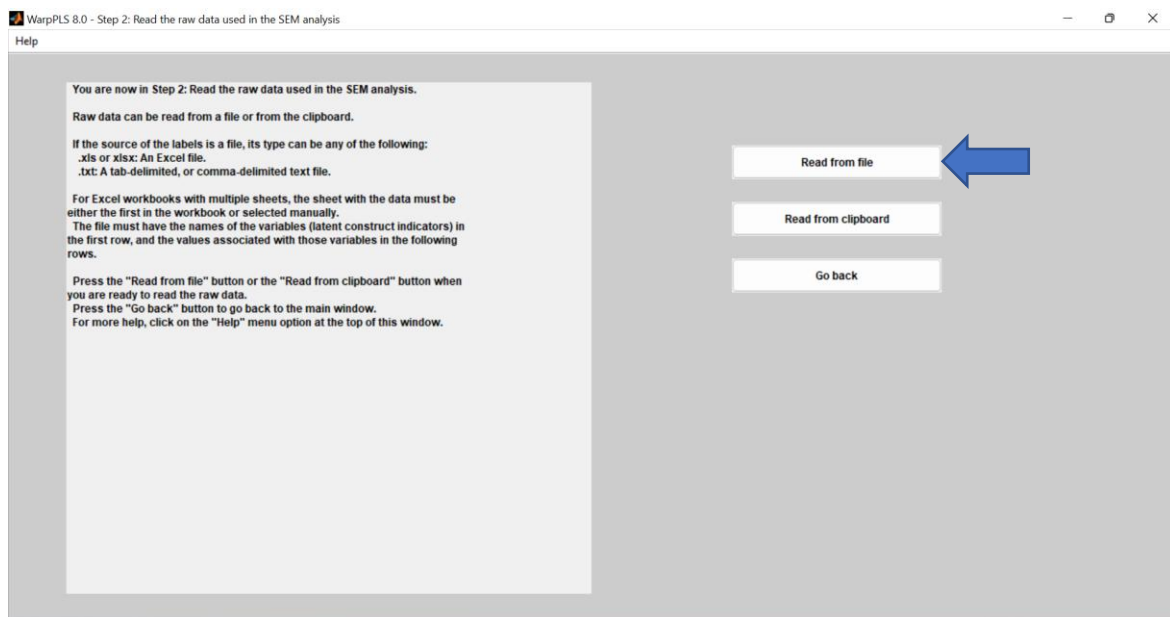 WarpPLS 8.0 - Step 2: Read the raw data used in the SEM analysis
Help
You are now in Step 2: Read the raw data used in the SEM analysis.
Raw data can be read from a file or from the clipboard.
If the source of the labels is a file, its type can be any of the following:
.xls or xlsx: An Excel file.
.txt: A tab-delimited, or comma-delimited text file.
For Excel workbooks with multiple sheets, the sheet with the data must be
either the first in the workbook or selected manually.
The file must have the names of the variables (latent construct indicators) in
the first row, and the values associated with those variables in the following
rows.
Press the "Read from file" button or the "Read from clipboard" button when
you are ready to read the raw data.
Press the "Go back" button to go back to the main window.
For more help, click on the "Help" menu option at the top of this window.
Read from file
Read from clipboard
Go back